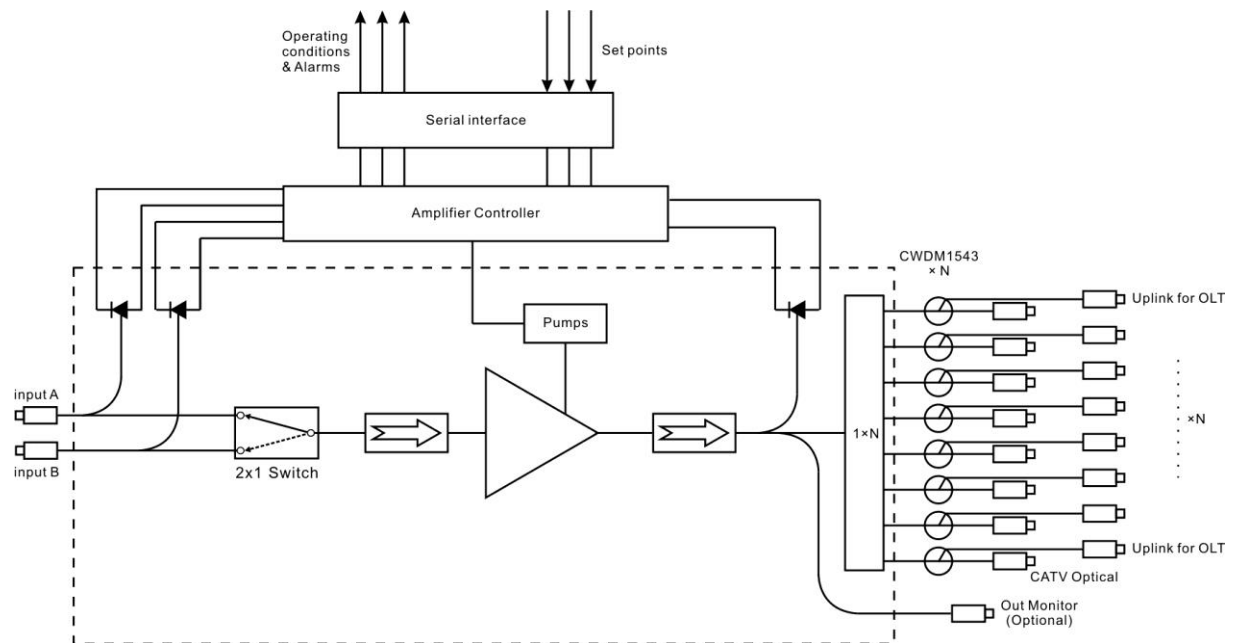 Operating
conditions
& Alarms
Set points
Serial interface
Amplifier Controller
CWDM1543
× N
Uplink for OLT
Pumps
input A
×N
1×N
input B
2x1 Switch
Uplink for OLT
CATV Optical
Out Monitor
(Optional)